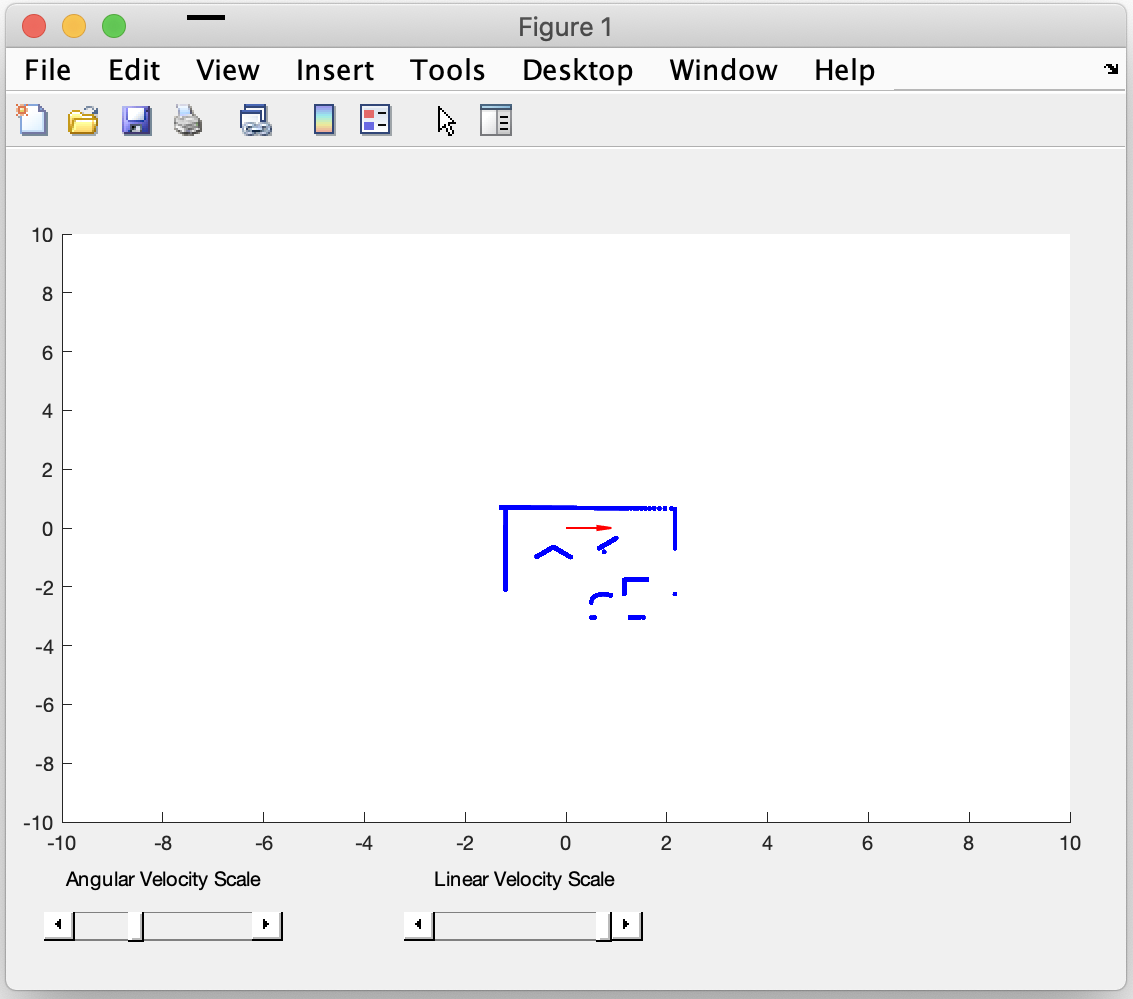 Figure 1
File Edit View Insert Tools Desktop Window Help
10
8
6
4
2
0
-2
-4
-6
-8
-10
-10 -8 -6 -4 -2 0 2 4 6 8 10
Angular Velocity Scale Linear Velocity Scale